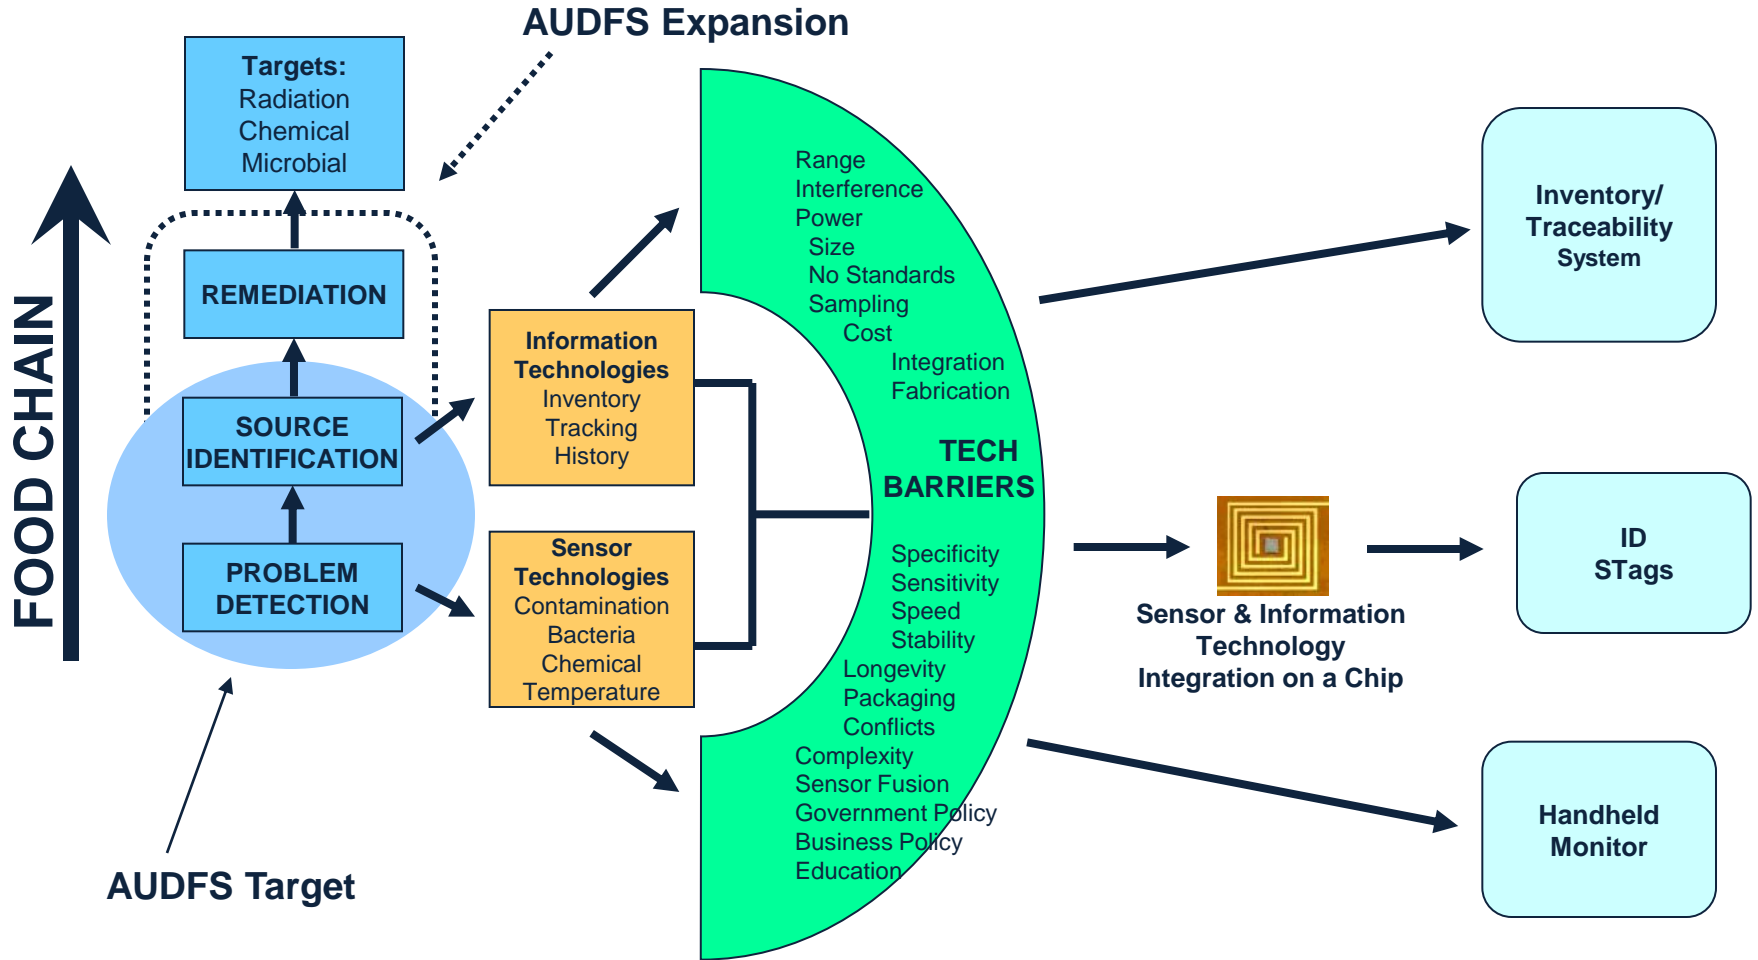 AUDFS Expansion
Targets:
Radiation
Chemical
Microbial
REMEDIATION
SOURCE
IDENTIFICATION
PROBLEM
DETECTION
FOOD CHAIN
AUDFS Target
Information
Technologies
Inventory
Tracking
History
Sensor
Technologies
Contamination
Bacteria
Chemical
Temperature
Range
Interference
Power
Size
No Standards
Sampling
Cost
Integration
Fabrication
TECH
BARRIERS
Specificity
Sensitivity
Speed
Stability
Longevity
Packaging
Conflicts
Complexity
Sensor Fusion
Government Policy
Business Policy
Education
Sensor & Information
Technology
Integration on a Chip
Inventory/
Traceability
System
ID
STags
Handheld
Monitor